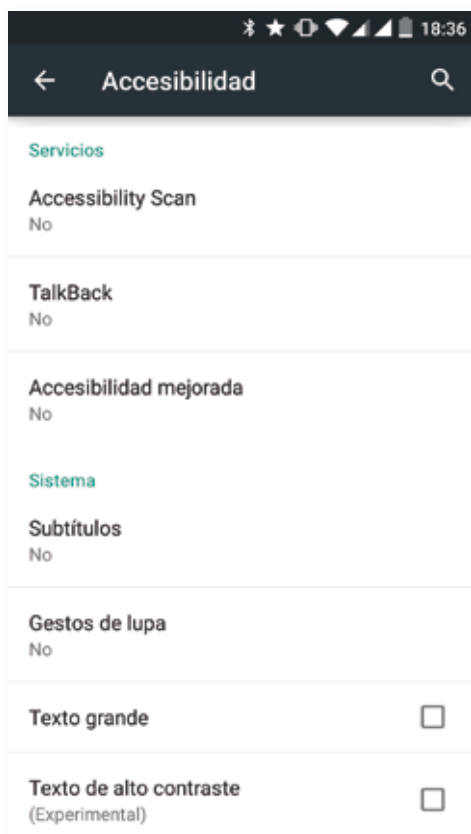 18:36
Accesibilidad
Servicios
Accessibility Scan
No
TalkBack
No
Accesibilidad mejorada
No
Sistema
Subtítulos
No
Gestos de lupa
No
Texto grande
Texto de alto contraste
(Experimental)